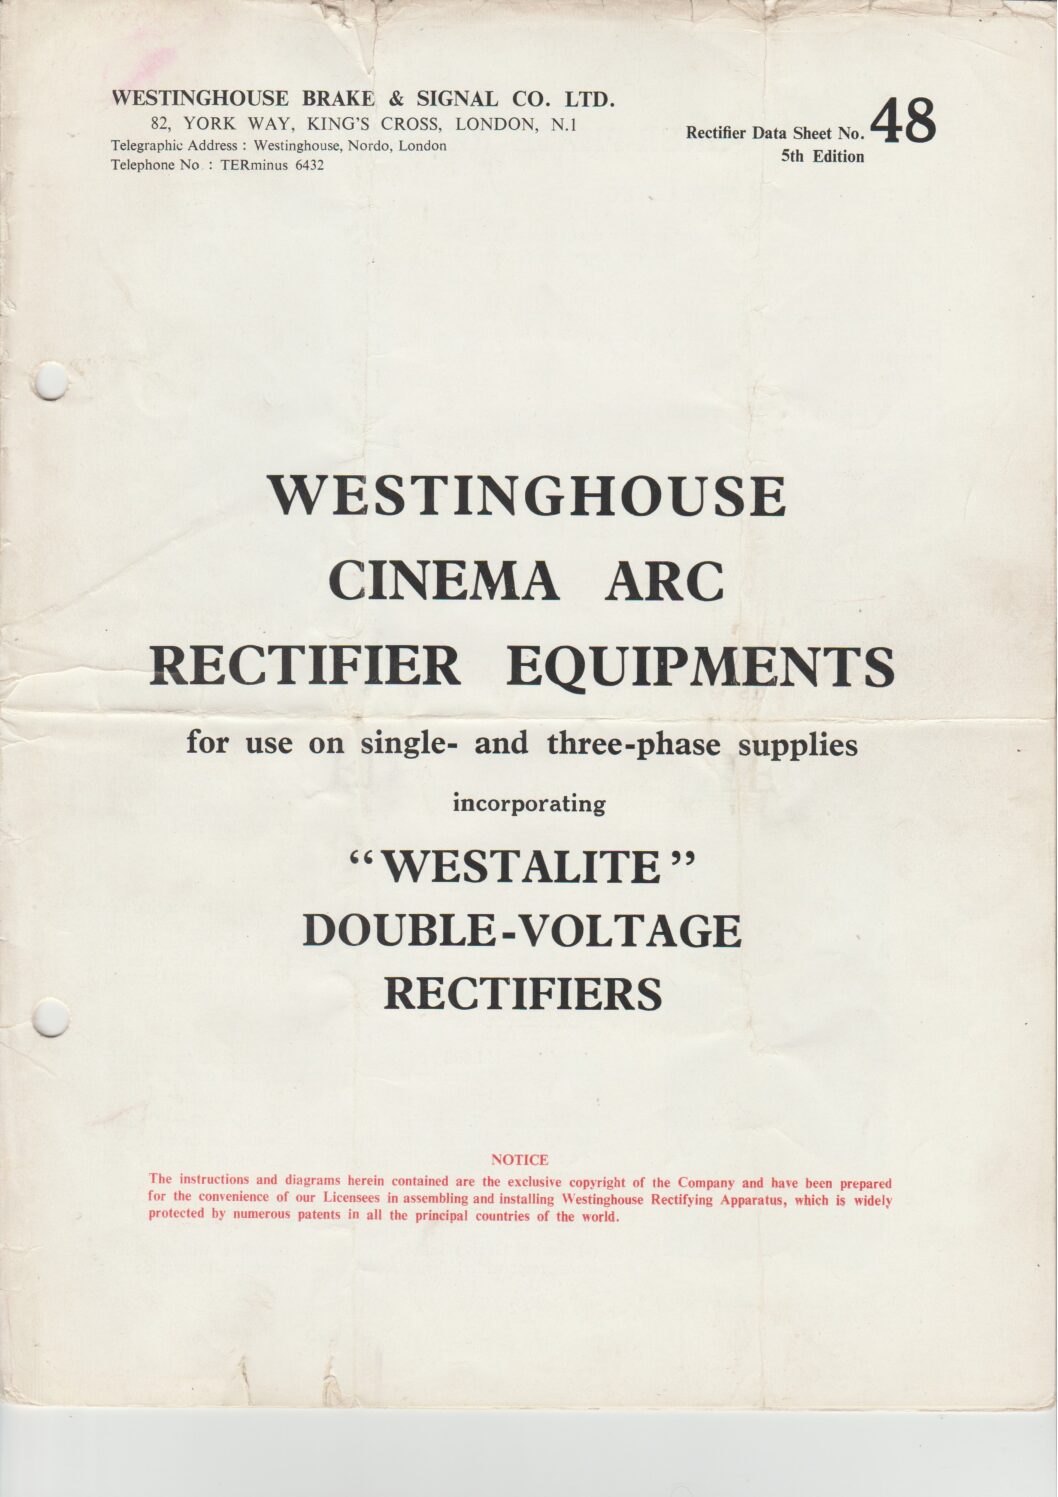 WESTINGHOUSE BRAKE & SIGNAL CO. LTD.
82, YORK WAY, KING'S CROSS, LONDON, N.1
Telegraphic Address : Westinghouse, Nordo, London
Telephone No. : TERminus 6432
Rectifier Data Sheet No. 48
5th Edition
WESTINGHOUSE
CINEMA ARC
RECTIFIER EQUIPMENTS
for use on single- and three-phase supplies
incorporating
“WESTALITE”
DOUBLE-VOLTAGE
RECTIFIERS
NOTICE
The instructions and diagrams herein contained are the exclusive copyright of the Company and have been prepared
for the convenience of our Licensees in assembling and installing Westinghouse Rectifying Apparatus, which is widely
protected by numerous patents in all the principal countries of the world.